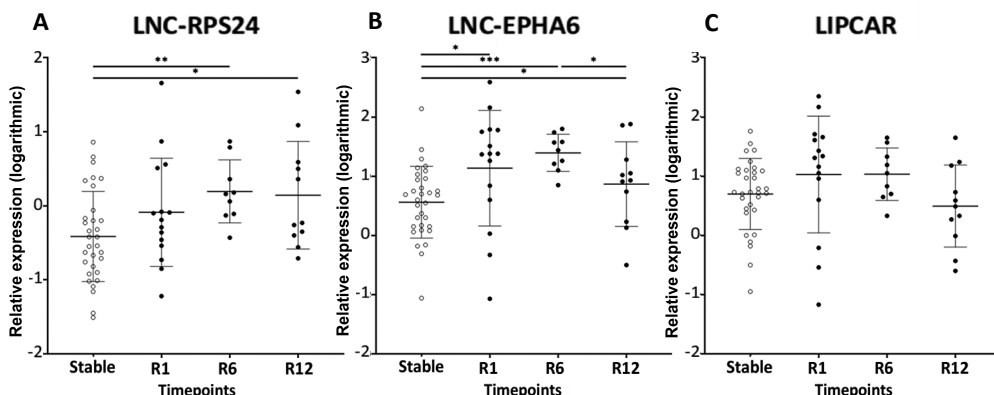 A LNC-RPS24
B LNC-EPHA6
C LIPCAR
Relative expression (logarithmic)
2
1
0
-1
-2
**
*
Stable R1 R6 R12
Timepoints
Relative expression (logarithmic)
3
2
1
0
-1
-2
* 
*** *
*
Stable R1 R6 R12
Timepoints
Relative expression (logarithmic)
3
2
1
0
-1
-2
Stable R1 R6 R12
Timepoints